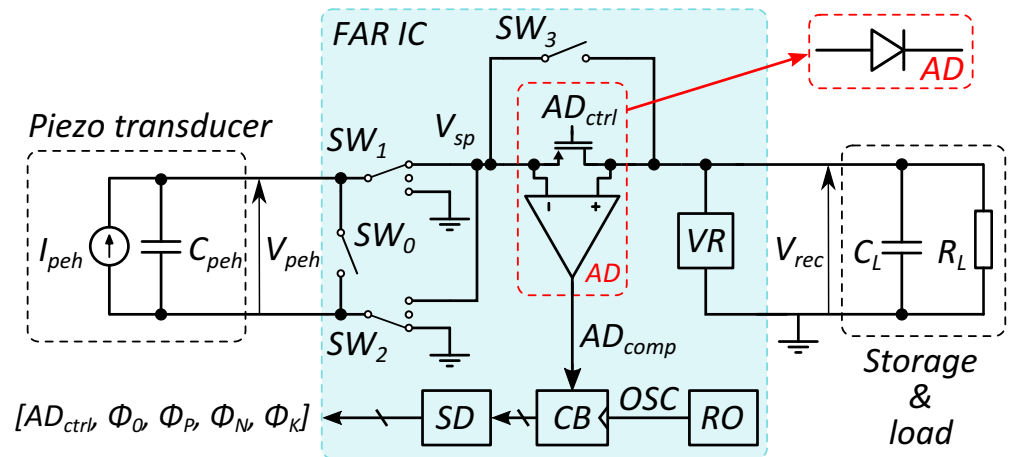 FAR IC
SW3
ADctrl
AD
Piezo transducer
SW1
Vsp
- +
Ipeh
Cpeh
Vpeh
SW0
AD
VR
Vrec
CL
RL
SW2
ADcomp
Storage
&
load
[ADctrl, Φ0, ΦP, ΦN, ΦK]
SD
CB
OSC
RO